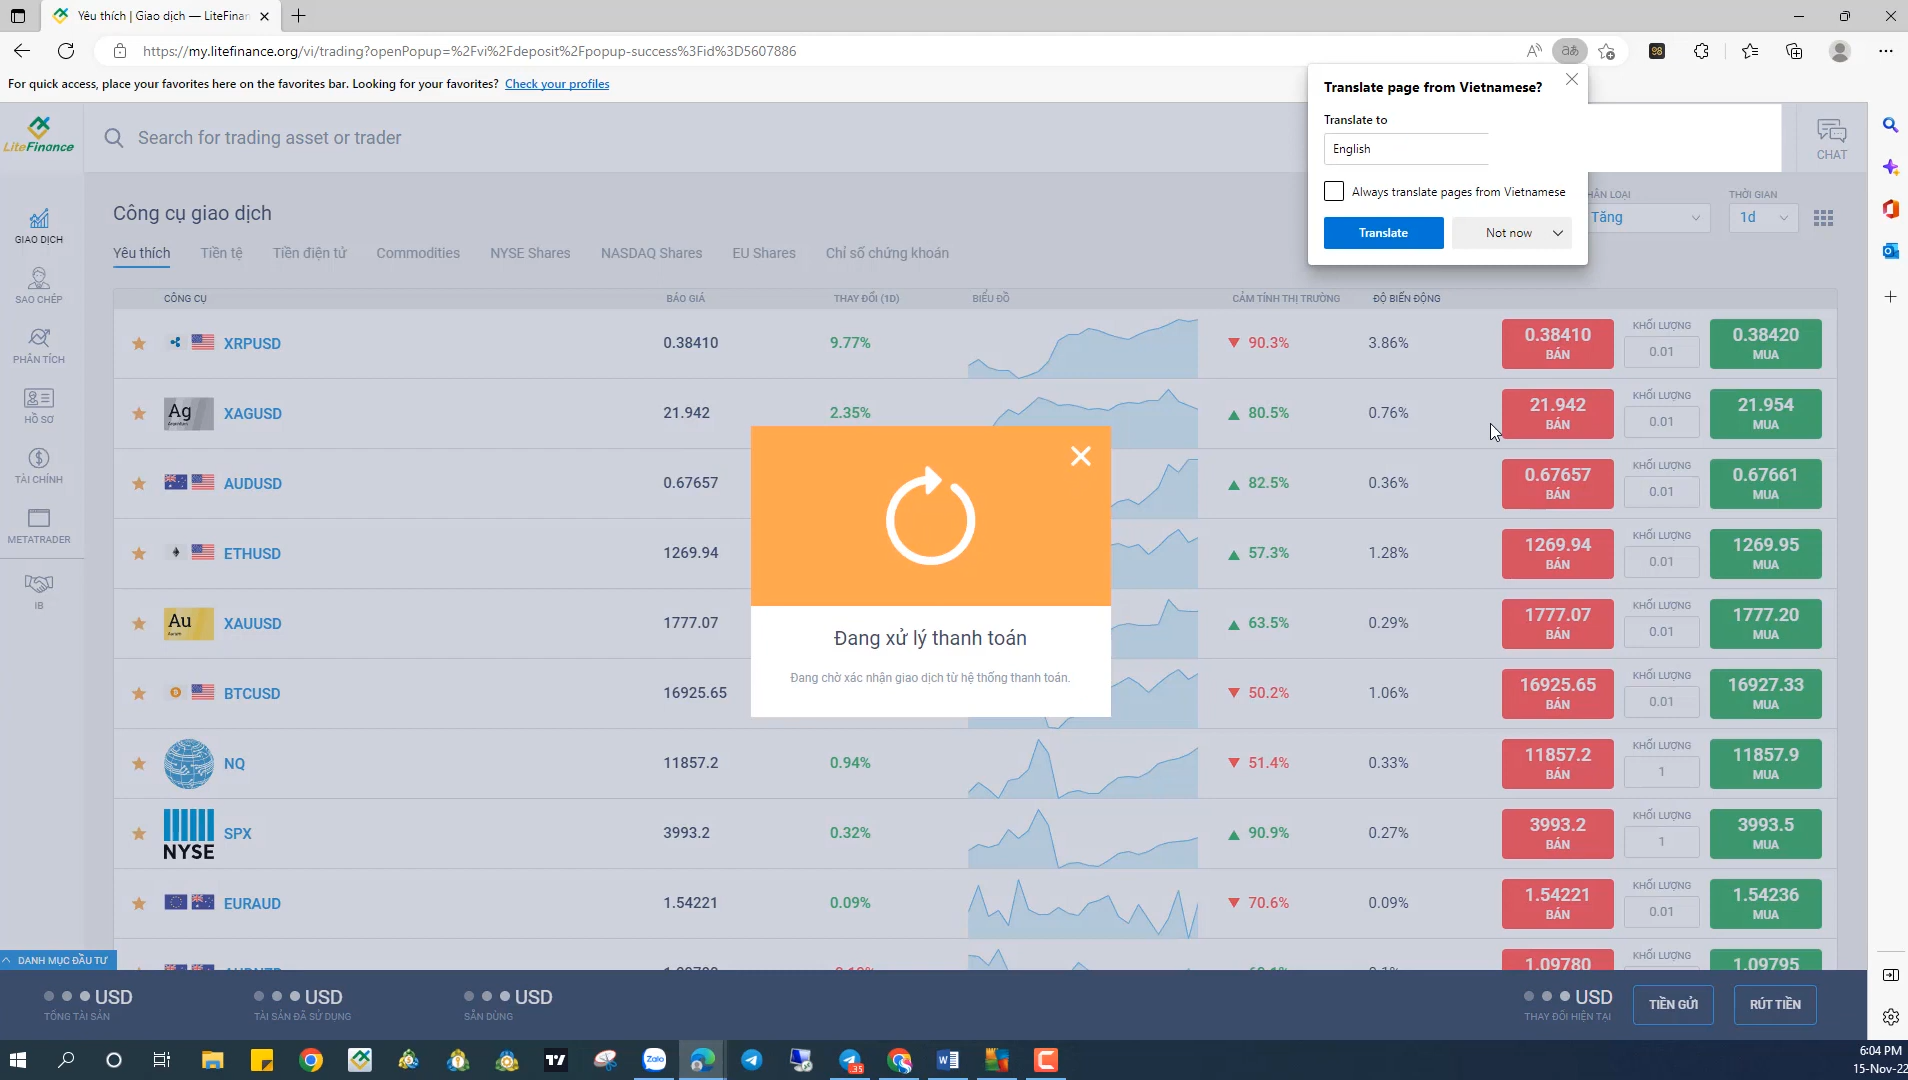 Yêu thích | Giao dịch — LiteFinan
https://my.litefinance.org/vi/trading?openPopup=%2Fvi%2Fdeposit%2Fpopup-success%3Fid%3D5607886
98
For quick access, place your favorites here on the favorites bar. Looking for your favorites? Check your profiles
Translate page from Vietnamese?
Translate to
English
Always translate pages from Vietnamese
Translate
Not now
LiteFinance
Search for trading asset or trader
CHAT
GIAO DỊCH
SAO CHÉP
PHÂN TÍCH
HỒ SƠ
TÀI CHÍNH
METATRADER
IB
Công cụ giao dịch
HÂN LOẠI
THỜI GIAN
Tăng
1d
Yêu thích Tiền tệ Tiền điện tử Commodities NYSE Shares NASDAQ Shares EU Shares Chỉ số chứng khoán
CÔNG CỤ BÁO GIÁ THAY ĐỔI (1D) BIỂU ĐỒ CẢM TÍNH THỊ TRƯỜNG ĐỘ BIẾN ĐỘNG
XRPUSD 0.38410 9.77% 90.3% 3.86% 0.38410 BÁN KHỐI LƯỢNG 0.01 0.38420 MUA
Ag XAGUSD 21.942 2.35% 80.5% 0.76% 21.942 BÁN KHỐI LƯỢNG 0.01 21.954 MUA
AUDUSD 0.67657 82.5% 0.36% 0.67657 BÁN KHỐI LƯỢNG 0.01 0.67661 MUA
ETHUSD 1269.94 57.3% 1.28% 1269.94 BÁN KHỐI LƯỢNG 0.01 1269.95 MUA
Au XAUUSD 1777.07 63.5% 0.29% 1777.07 BÁN KHỐI LƯỢNG 0.01 1777.20 MUA
BTCUSD 16925.65 50.2% 1.06% 16925.65 BÁN KHỐI LƯỢNG 0.01 16927.33 MUA
NQ 11857.2 0.94% 51.4% 0.33% 11857.2 BÁN KHỐI LƯỢNG 1 11857.9 MUA
NYSE SPX 3993.2 0.32% 90.9% 0.27% 3993.2 BÁN KHỐI LƯỢNG 1 3993.5 MUA
EURAUD 1.54221 0.09% 70.6% 0.09% 1.54221 BÁN KHỐI LƯỢNG 0.01 1.54236 MUA
1.09780 1.09795
Đang xử lý thanh toán
Đang chờ xác nhận giao dịch từ hệ thống thanh toán.
DANH MỤC ĐẦU TƯ
USD
TỔNG TÀI SẢN
USD
TÀI SẢN ĐÃ SỬ DỤNG
USD
SẴN DÙNG
USD
THAY ĐỔI HIỆN TẠI
TIỀN GỬI
RÚT TIỀN
Zalo
35
6:04 PM
15-Nov-22